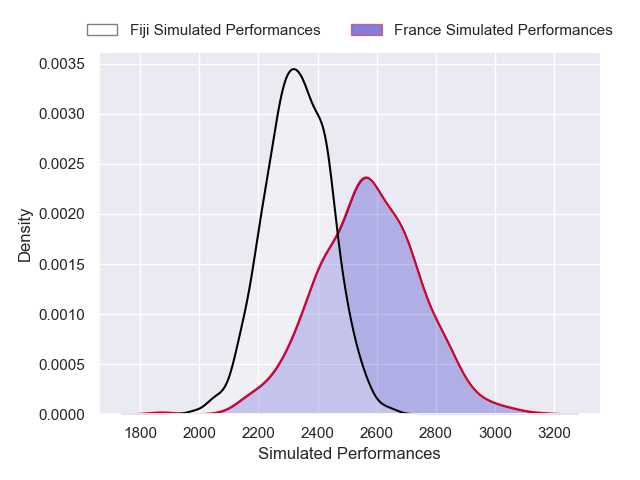 Fiji Simulated Performances France Simulated Performances
0.0035
0.0030
0.0025
0.0020
0.0015
0.0010
0.0005
0.0000
Density
1800 2000 2200 2400 2600 2800 3000 3200
Simulated Performances